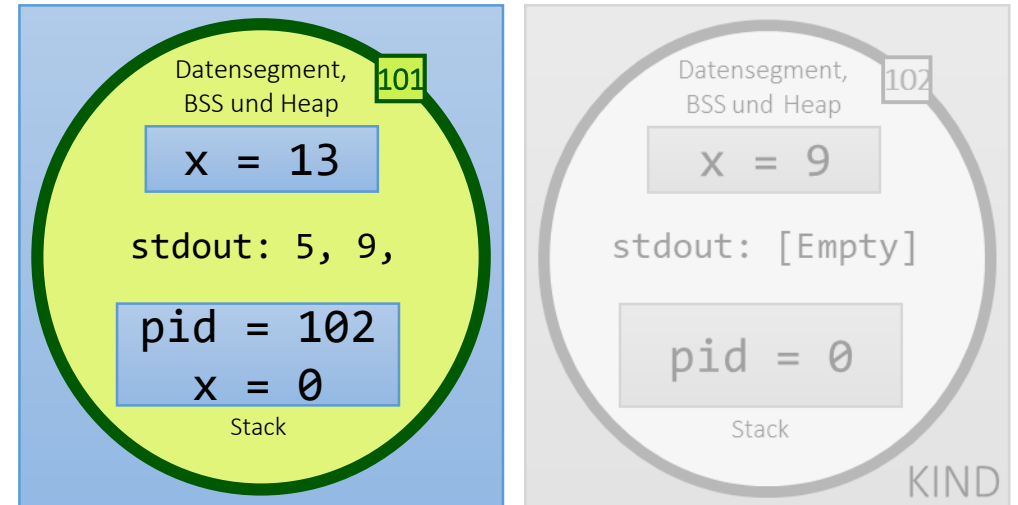 Datensegment,
BSS und Heap
101
x = 13
stdout: 5, 9,
pid = 102
x = 0
Stack
Datensegment,
BSS und Heap
102
x = 9
stdout: [Empty]
pid = 0
Stack
KIND